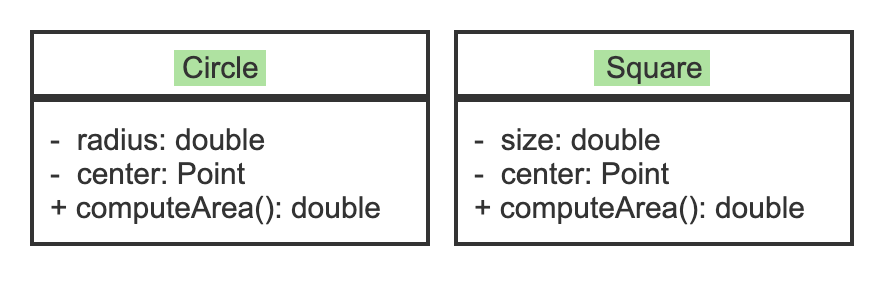 Circle
- radius: double
- center: Point
+ computeArea(): double
Square
- size: double
- center: Point
+ computeArea(): double